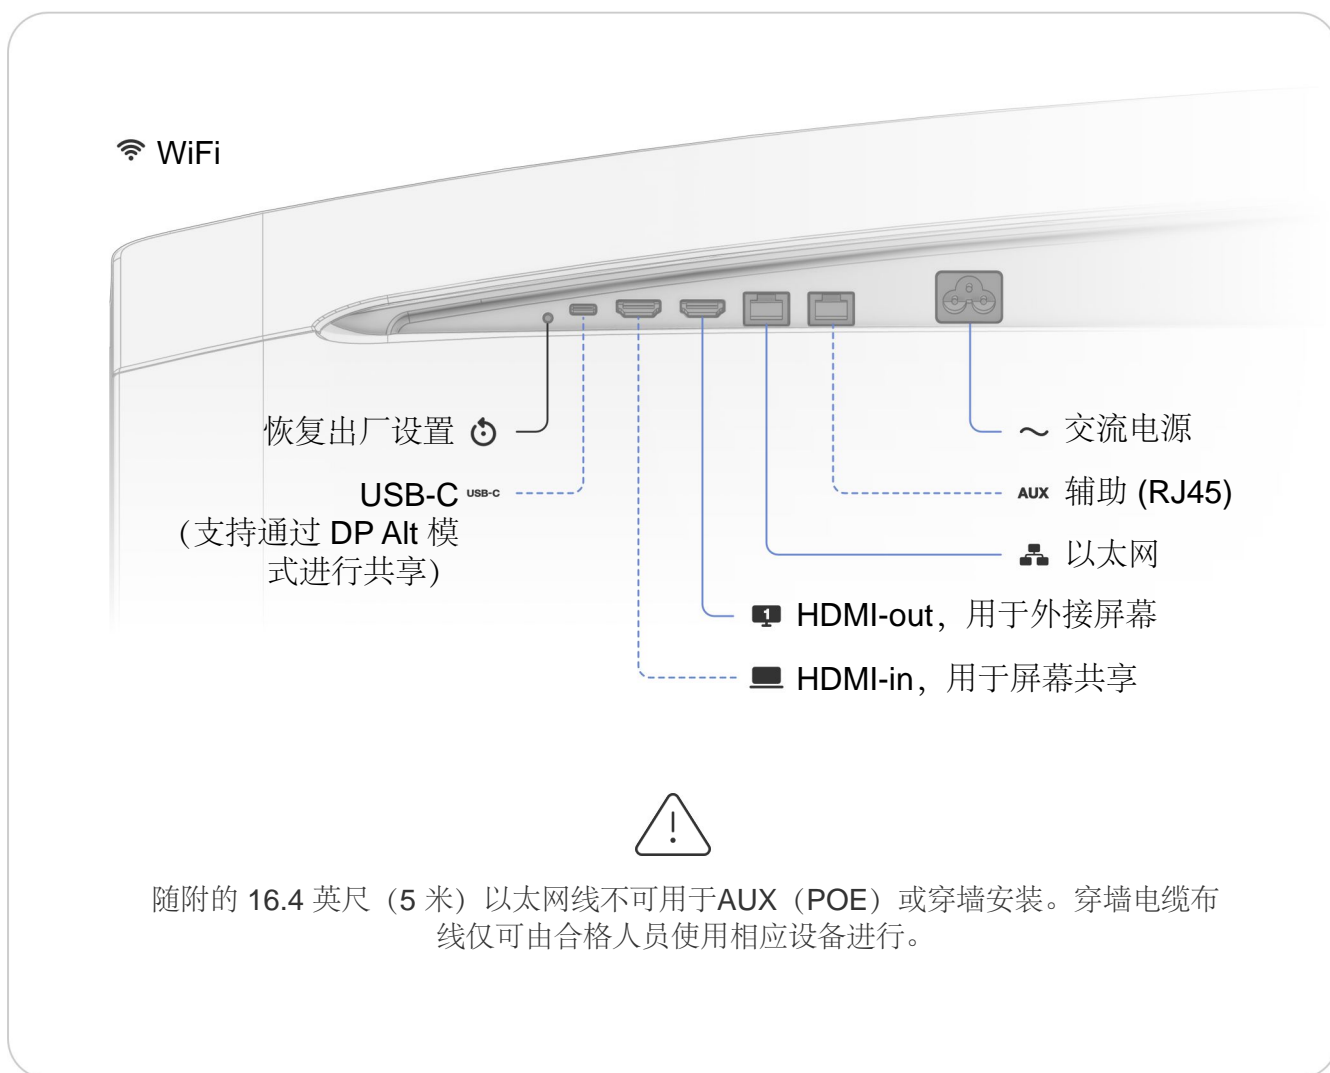 WiFi
恢复出厂设置
USB-C USB-C
（支持通过 DP Alt 模
式进行共享）
～ 交流电源
AUX 辅助 (RJ45)
以太网
1 HDMI-out，用于外接屏幕
HDMI-in，用于屏幕共享
随附的 16.4 英尺（5 米）以太网线不可用于AUX（POE）或穿墙安装。穿墙电缆布
线仅可由合格人员使用相应设备进行。